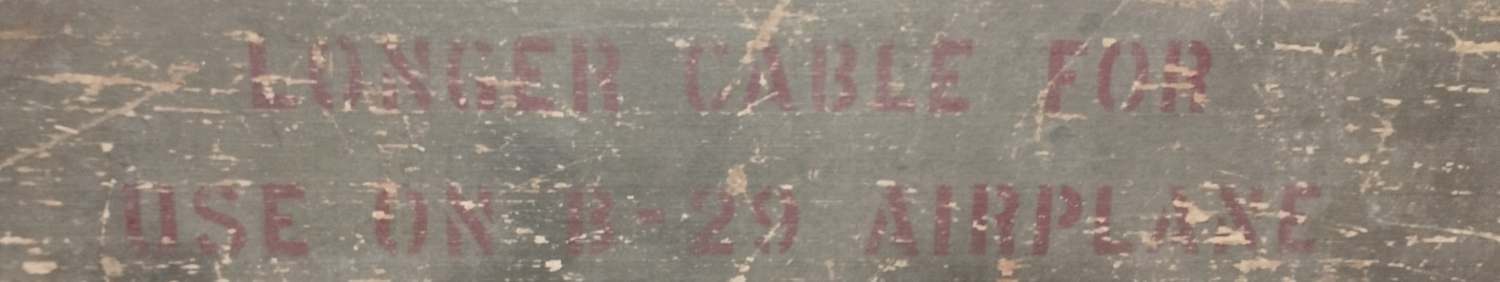 LONGER CABLE FOR
USE ON B-29 AIRPLANE